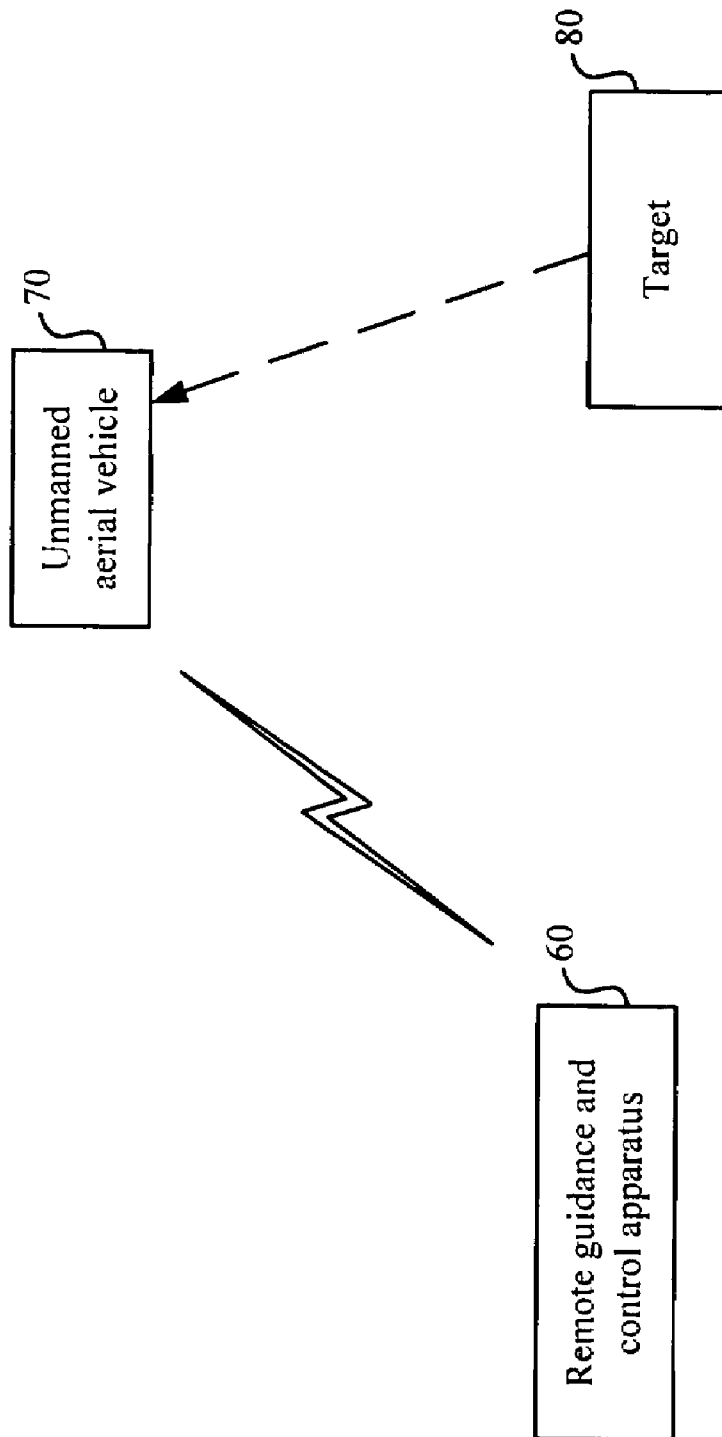 70
Unmanned
aerial vehicle
60
Remote guidance and
control apparatus
80
Target